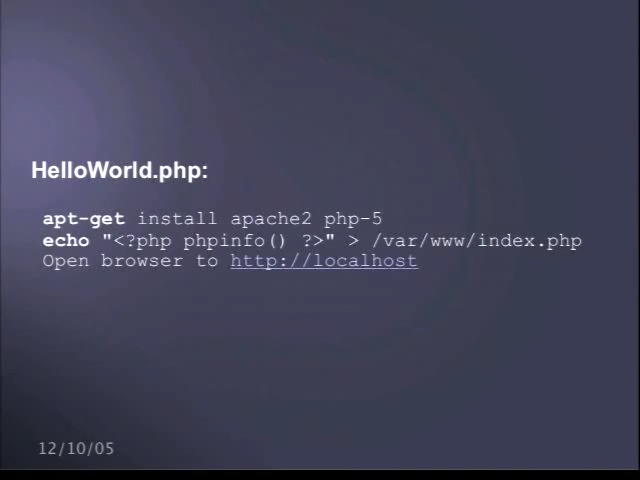 HelloWorld.php:
apt-get install apache2 php-5
echo "<?php phpinfo() ?>" > /var/www/index.php
Open browser to http://localhost
12/10/05